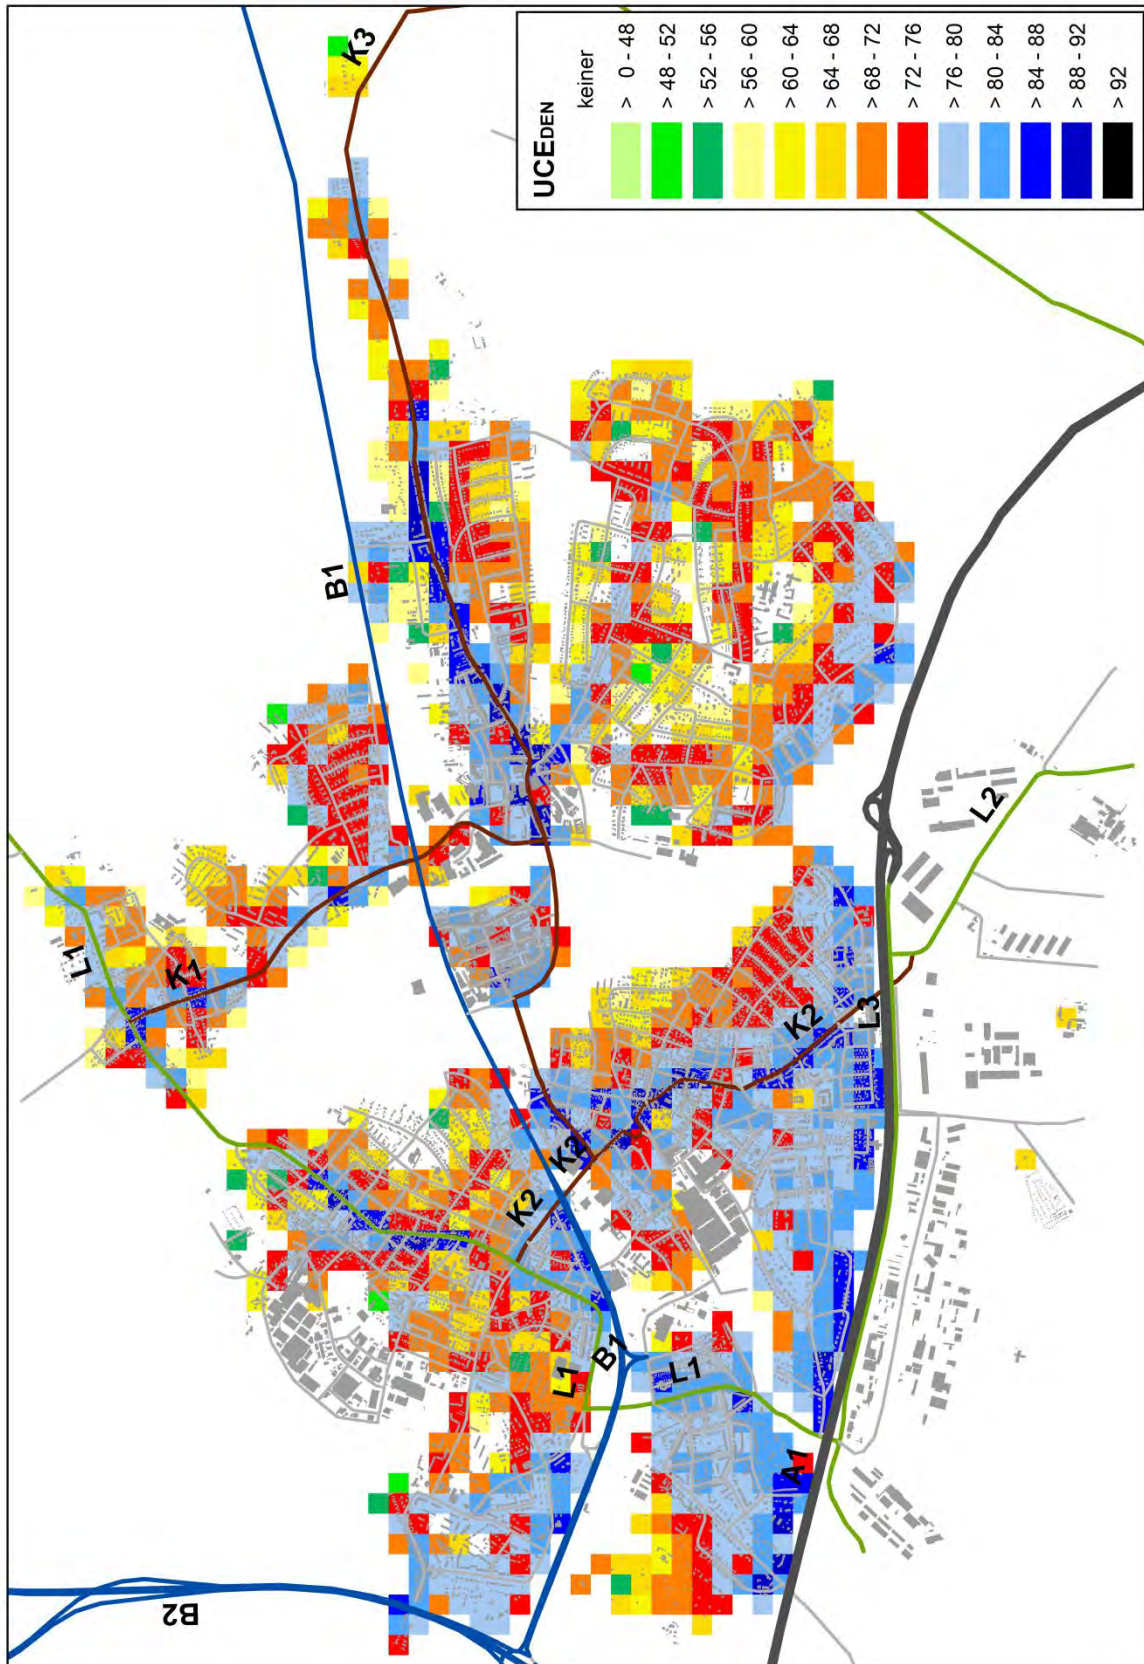 UCEDEN
keiner
> 0 - 48
> 48 - 52
> 52 - 56
> 56 - 60
> 60 - 64
> 64 - 68
> 68 - 72
> 72 - 76
> 76 - 80
> 80 - 84
> 84 - 88
> 88 - 92
> 92
K3
B1
L1
K1
K2
K2
K2
L3
L2
B1
L1
L1
A1
B2